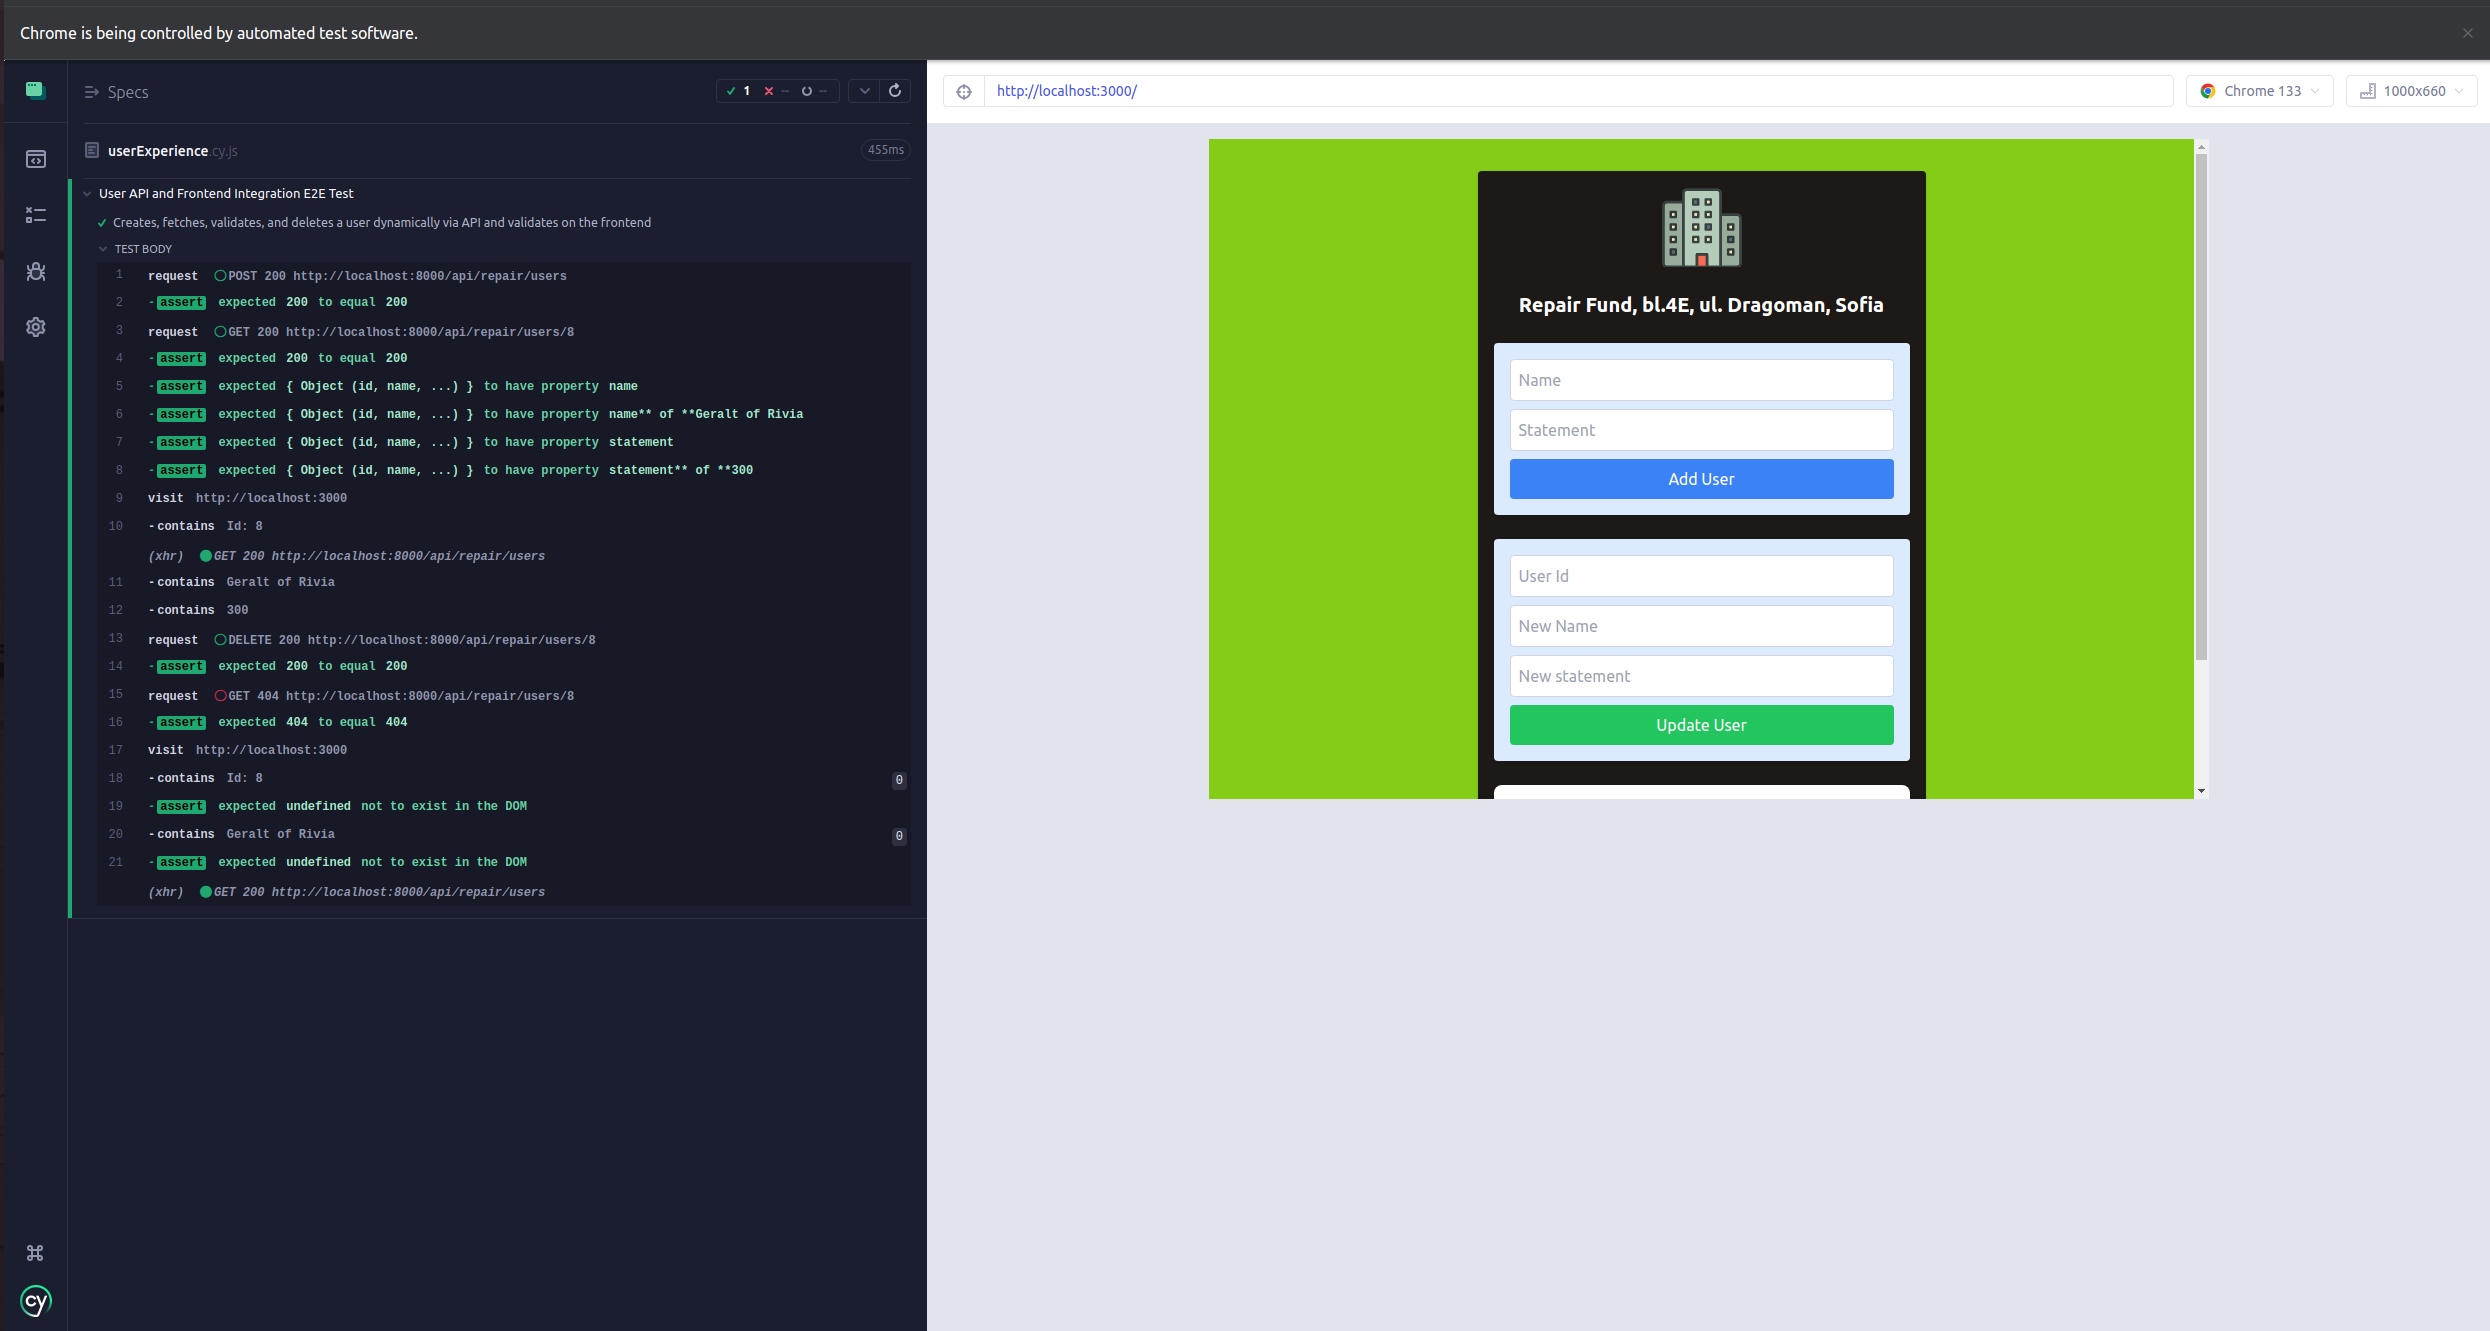 Chrome is being controlled by automated test software.
Specs
1 -- --
userExperience.cy.js 455ms
User API and Frontend Integration E2E Test
Creates, fetches, validates, and deletes a user dynamically via API and validates on the frontend
TEST BODY
1 request POST 200 http://localhost:8000/api/repair/users
2 -assert expected 200 to equal 200
3 request GET 200 http://localhost:8000/api/repair/users/8
4 -assert expected 200 to equal 200
5 -assert expected { Object (id, name, ...) } to have property name
6 -assert expected { Object (id, name, ...) } to have property name** of **Geralt of Rivia
7 -assert expected { Object (id, name, ...) } to have property statement
8 -assert expected { Object (id, name, ...) } to have property statement** of **300
9 visit http://localhost:3000
10 -contains Id: 8
(xhr) GET 200 http://localhost:8000/api/repair/users
11 -contains Geralt of Rivia
12 -contains 300
13 request DELETE 200 http://localhost:8000/api/repair/users/8
14 -assert expected 200 to equal 200
15 request GET 404 http://localhost:8000/api/repair/users/8
16 -assert expected 404 to equal 404
17 visit http://localhost:3000
18 -contains Id: 8 0
19 -assert expected undefined not to exist in the DOM
20 -contains Geralt of Rivia 0
21 -assert expected undefined not to exist in the DOM
(xhr) GET 200 http://localhost:8000/api/repair/users
cy
http://localhost:3000/
Chrome 133
1000x660
Repair Fund, bl.4E, ul. Dragoman, Sofia
Name
Statement
Add User
User Id
New Name
New statement
Update User